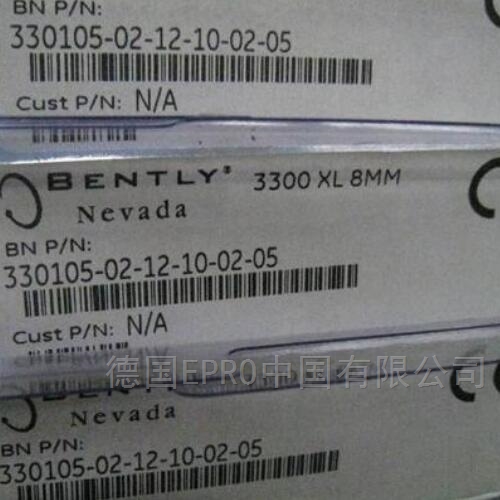 BN P/N:
330105-02-12-10-02-05
Cust P/N: N/A
BENTLY
Nevada
3300 XL 8MM
BN P/N:
330105-02-12-10-02-05
Cust P/N: N/A
德国EPRO中国有限公司
BENTLY
Nevada
BN P/N:
330105-02-12-10-02-05